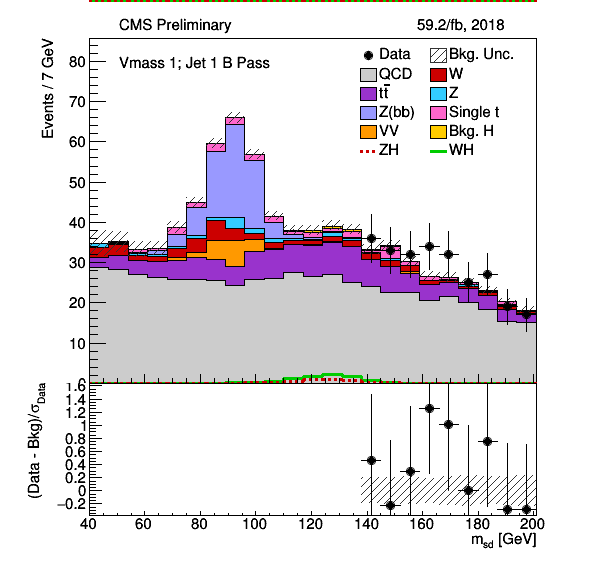 CMS Preliminary 59.2/fb, 2018
Vmass 1; Jet 1 B Pass
Data Bkg. Unc.
QCD W
tt̅ Z
Z(bb) Single t
VV Bkg. H
ZH WH
Events / 7 GeV
80
70
60
50
40
30
20
10
(Data - Bkg)/σData
1.6
1.4
1.2
1
0.8
0.6
0.4
0.2
0
−0.2
40 60 80 100 120 140 160 180 200
msd [GeV]